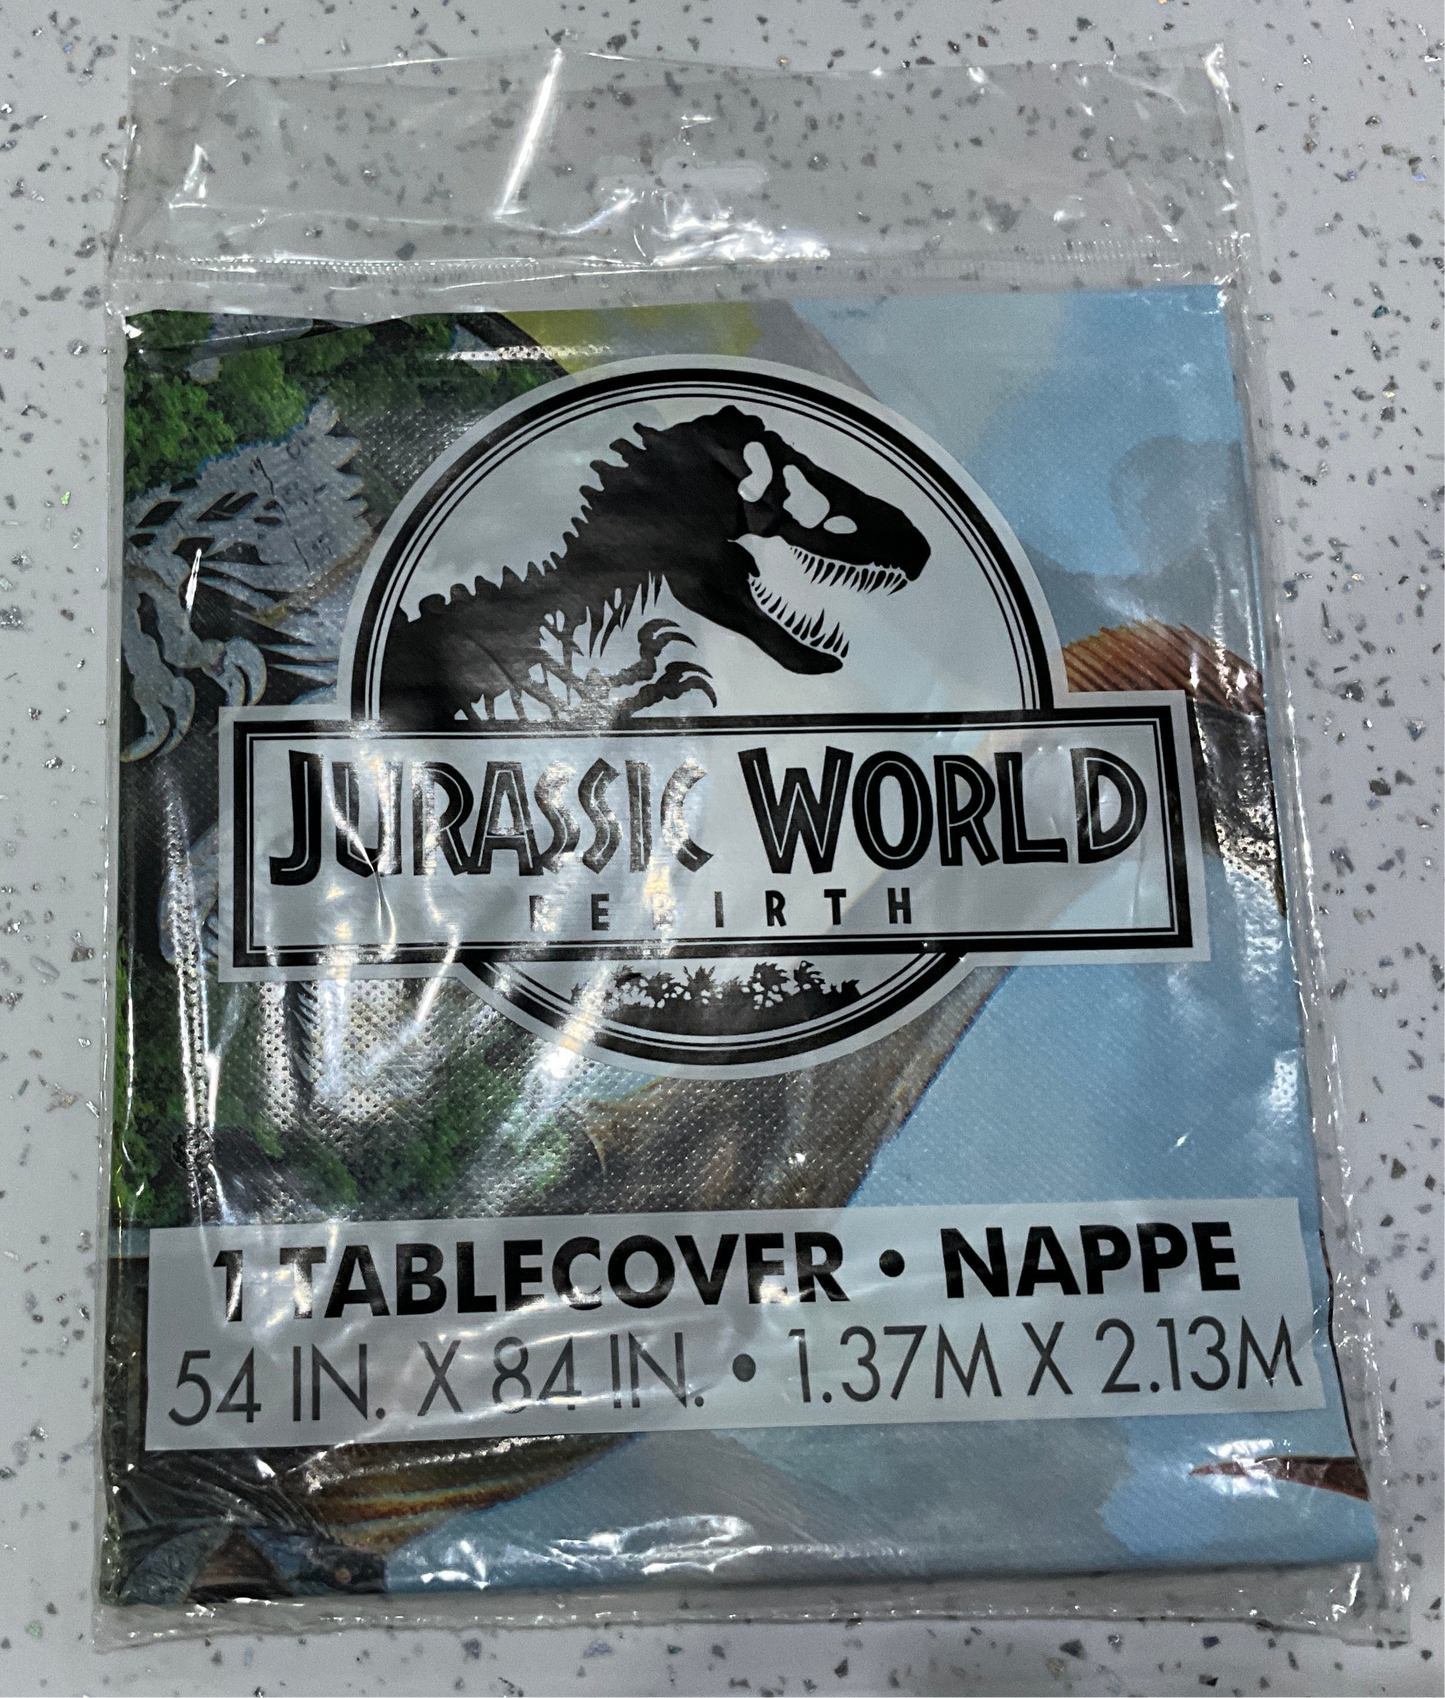 JURASSIC WORLD
REBIRTH
1 TABLECOVER • NAPPE
54 IN. X 84 IN. • 1.37M X 2.13M